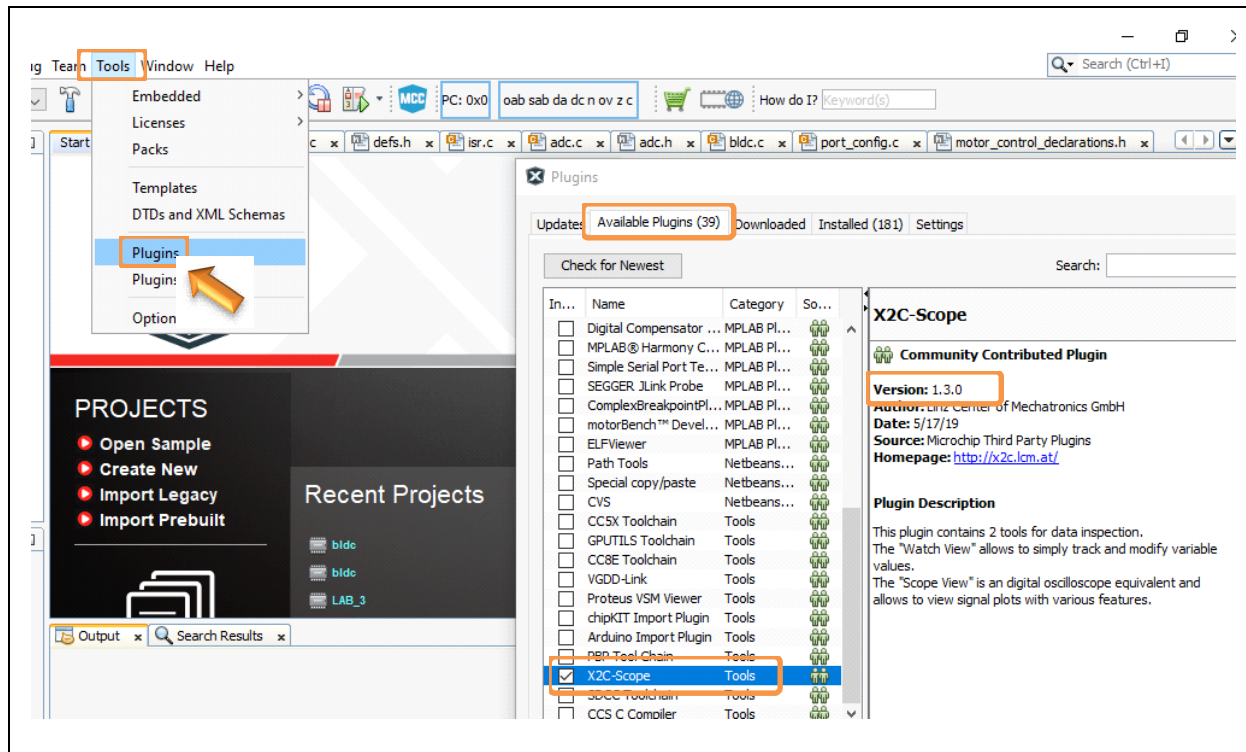 ug Team Tools Window Help
Search (Ctrl+I)
MCC PC: 0x0 oab sab da dc n ov z c How do I? Keyword(s)
Embedded
Licenses
Packs
Templates
DTDs and XML Schemas
Plugins
Plugins
Option
Start c x defs.h x isr.c x adc.c x adc.h x bldc.c x port_config.c x motor_control_declarations.h x
Plugins
Updates Available Plugins (39) Downloaded Installed (181) Settings
Check for Newest Search:
In... Name Category So...
Digital Compensator ... MPLAB Pl...
MPLAB® Harmony C... MPLAB Pl...
Simple Serial Port Te... MPLAB Pl...
SEGGER JLink Probe MPLAB Pl...
ComplexBreakpointPl... MPLAB Pl...
motorBench™ Devel... MPLAB Pl...
ELFViewer MPLAB Pl...
Path Tools Netbeans...
Special copy/paste Netbeans...
CVS Netbeans...
CC5X Toolchain Tools
GPUTILS Toolchain Tools
CC8E Toolchain Tools
VGDD-Link Tools
Proteus VSM Viewer Tools
chipKIT Import Plugin Tools
Arduino Import Plugin Tools
PBP Tool Chain Tools
X2C-Scope Tools
SDCC Toolchain Tools
CCS C Compiler Tools
X2C-Scope
Community Contributed Plugin
Version: 1.3.0
Author: Linz Center of Mechatronics GmbH
Date: 5/17/19
Source: Microchip Third Party Plugins
Homepage: http://x2c.lcm.at/
Plugin Description
This plugin contains 2 tools for data inspection.
The "Watch View" allows to simply track and modify variable
values.
The "Scope View" is an digital oscilloscope equivalent and
allows to view signal plots with various features.
PROJECTS
Open Sample
Create New
Import Legacy
Import Prebuilt
Recent Projects
bldc
bldc
LAB_3
Output x Search Results x